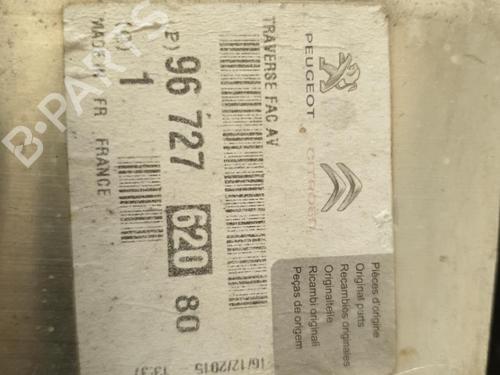 PEUGEOT
CITROËN
TRAVERSE FAC AV
(P) 96 727 620 80
(C) 1
MADE IN FR FRANCE
16/12/2015
13:37
Pièces d'origine
Original parts
Recambios originales
Originalteile
Ricambi originali
Peças de origem
B-PARTS